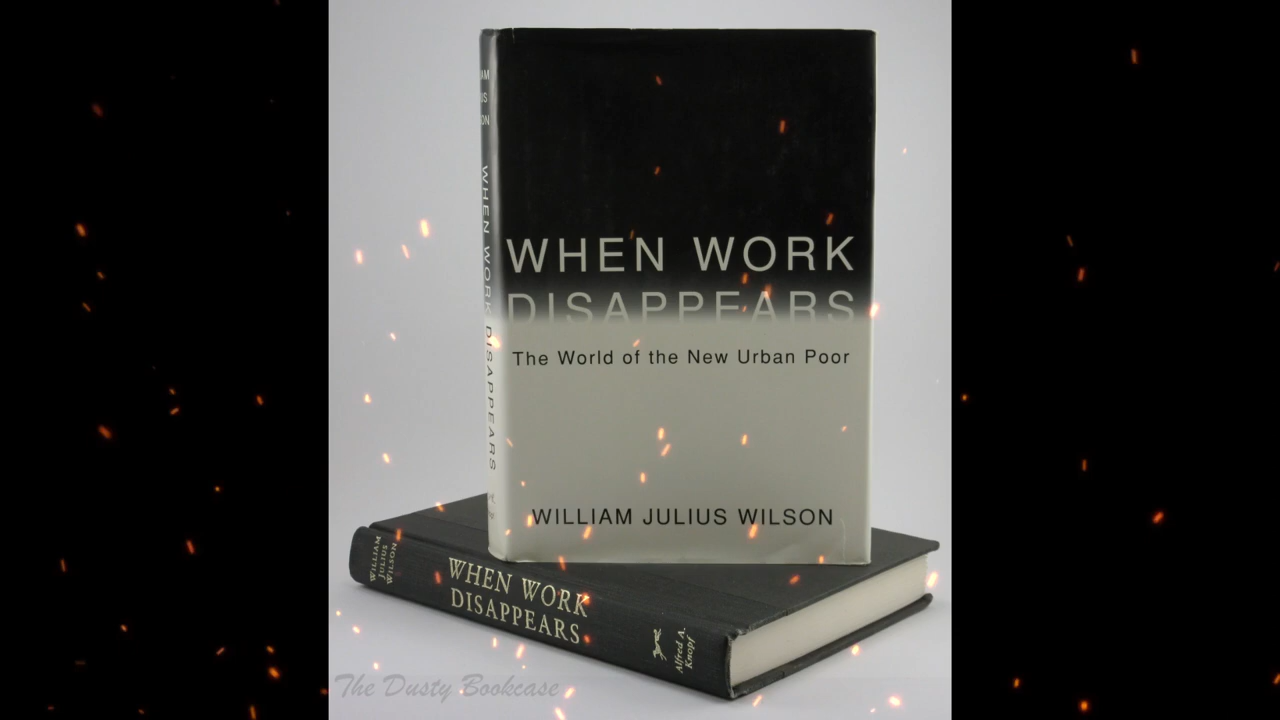 WHEN WORK
DISAPPEARS
The World of the New Urban Poor
WILLIAM JULIUS WILSON
WHEN WORK DISAPPEARS
WILLIAM
JULIUS
WILSON
WHEN WORK
DISAPPEARS
Alfred A.
Knopf
The Dusty Bookcase